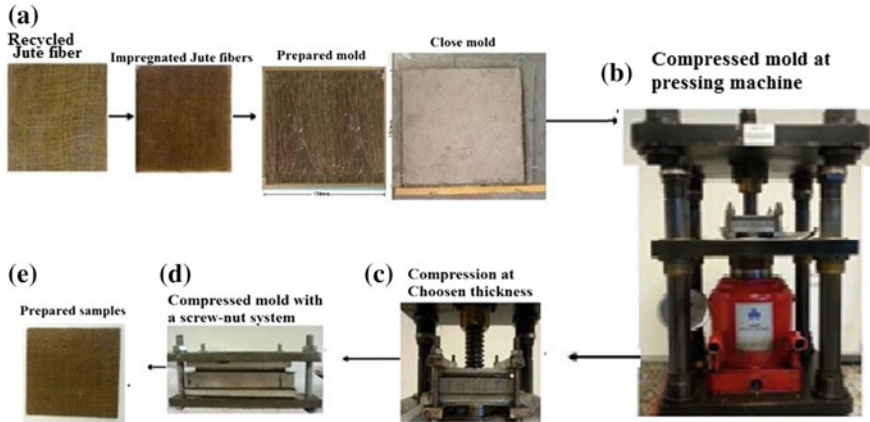 (a)
Recycled
Jute fiber
Impregnated Jute fibers
Prepared mold
Close mold
(b)
Compressed mold at
pressing machine
(e)
Prepared samples
(d)
Compressed mold with
a screw-nut system
(c)
Compression at
Choosen thickness